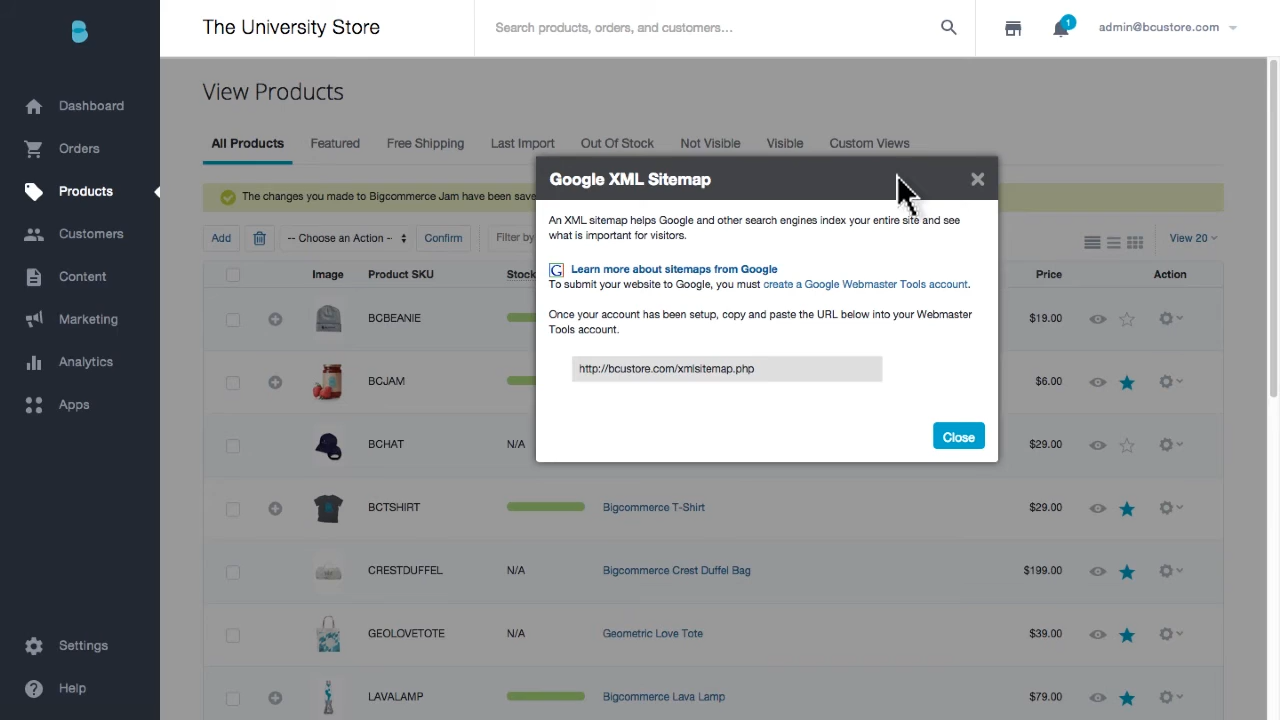 The University Store
Search products, orders, and customers...
1
admin@bcustore.com
Dashboard
Orders
Products
Customers
Content
Marketing
Analytics
Apps
Settings
Help
View Products
All Products Featured Free Shipping Last Import Out Of Stock Not Visible Visible Custom Views
The changes you made to Bigcommerce Jam have been save
Add -- Choose an Action -- Confirm Filter by View 20
Image Product SKU Stock Price Action
BCBEANIE $19.00
BCJAM $6.00
BCHAT N/A $29.00
BCTSHIRT Bigcommerce T-Shirt $29.00
CRESTDUFFEL N/A Bigcommerce Crest Duffel Bag $199.00
GEOLOVETOTE N/A Geometric Love Tote $39.00
LAVALAMP Bigcommerce Lava Lamp $79.00
Google XML Sitemap
An XML sitemap helps Google and other search engines index your entire site and see
what is important for visitors.
G Learn more about sitemaps from Google
To submit your website to Google, you must create a Google Webmaster Tools account.
Once your account has been setup, copy and paste the URL below into your Webmaster
Tools account.
http://bcustore.com/xmlsitemap.php
Close